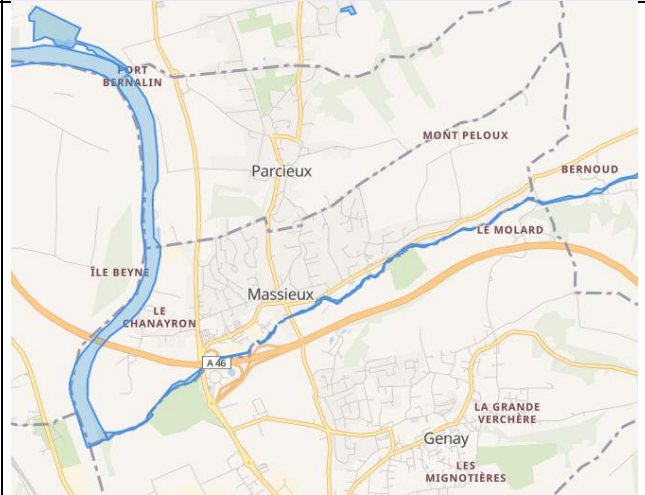 PORT
BERNALIN
MONT PELOUX
Parcieux
BERNOUD
LE MOLARD
ÎLE BEYNE
Massieux
LE
CHANAYRON
A 46
LA GRANDE
VERCHÈRE
Genay
LES
MIGNOTIÈRES